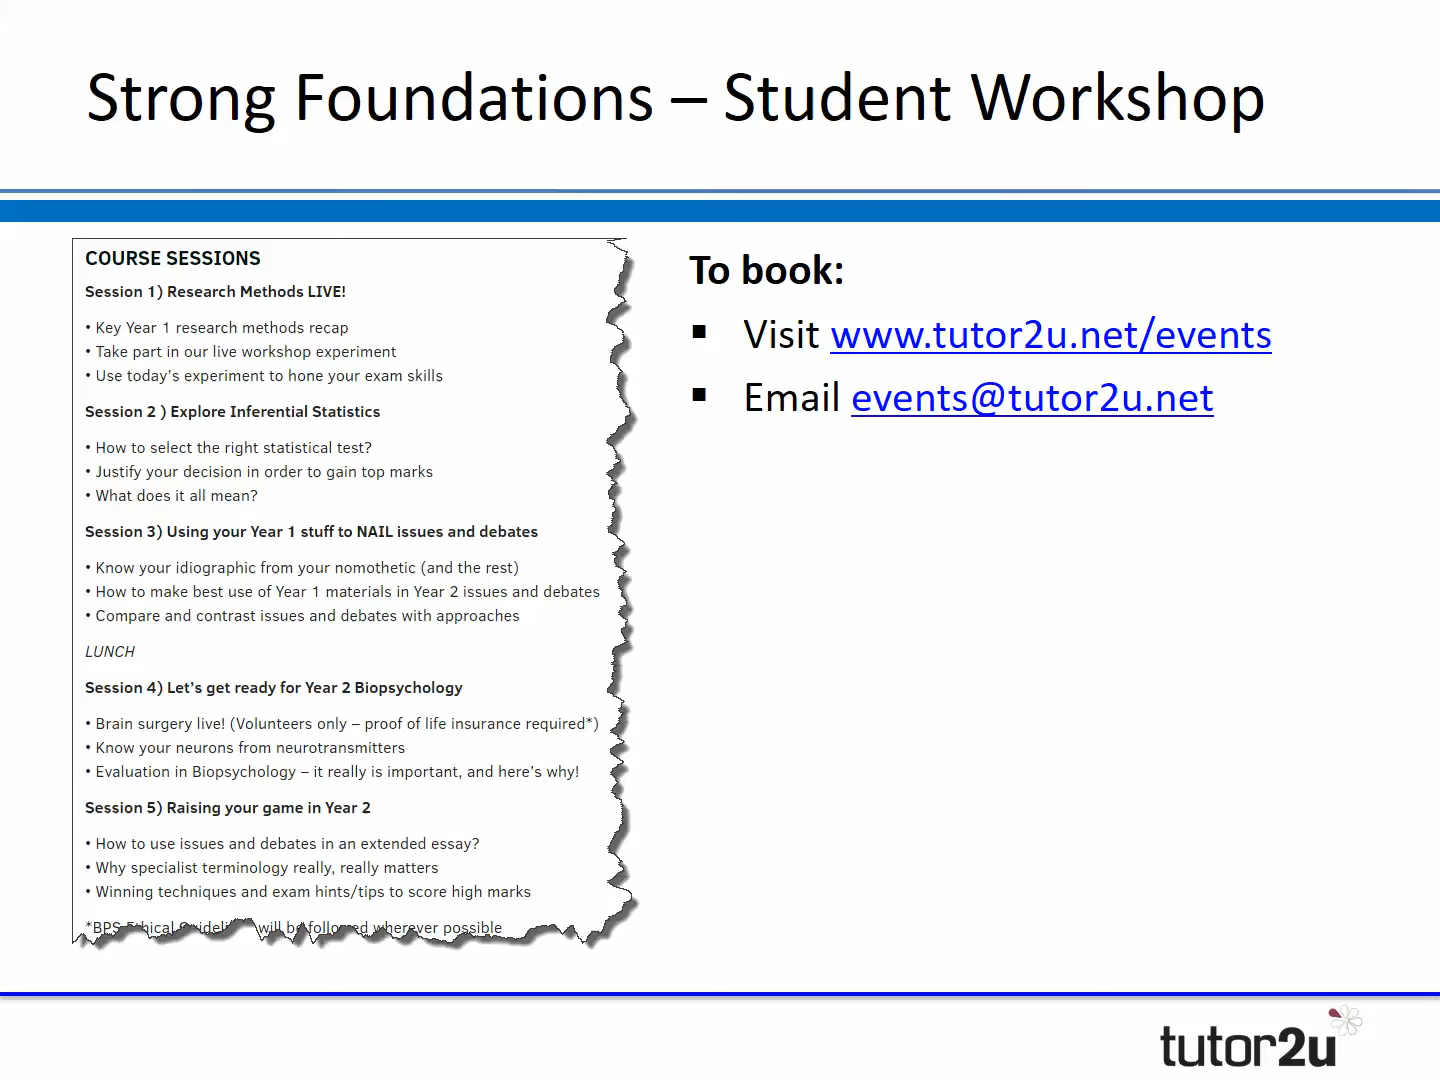 Strong Foundations – Student Workshop
COURSE SESSIONS
Session 1) Research Methods LIVE!
• Key Year 1 research methods recap
• Take part in our live workshop experiment
• Use today's experiment to hone your exam skills
Session 2 ) Explore Inferential Statistics
• How to select the right statistical test?
• Justify your decision in order to gain top marks
• What does it all mean?
Session 3) Using your Year 1 stuff to NAIL issues and debates
• Know your idiographic from your nomothetic (and the rest)
• How to make best use of Year 1 materials in Year 2 issues and debates
• Compare and contrast issues and debates with approaches
LUNCH
Session 4) Let's get ready for Year 2 Biopsychology
• Brain surgery live! (Volunteers only – proof of life insurance required*)
• Know your neurons from neurotransmitters
• Evaluation in Biopsychology – it really is important, and here's why!
Session 5) Raising your game in Year 2
• How to use issues and debates in an extended essay?
• Why specialist terminology really, really matters
• Winning techniques and exam hints/tips to score high marks
*BPS Ethical Guidelines will be followed wherever possible
To book:
▪ Visit www.tutor2u.net/events
▪ Email events@tutor2u.net
tutor2u